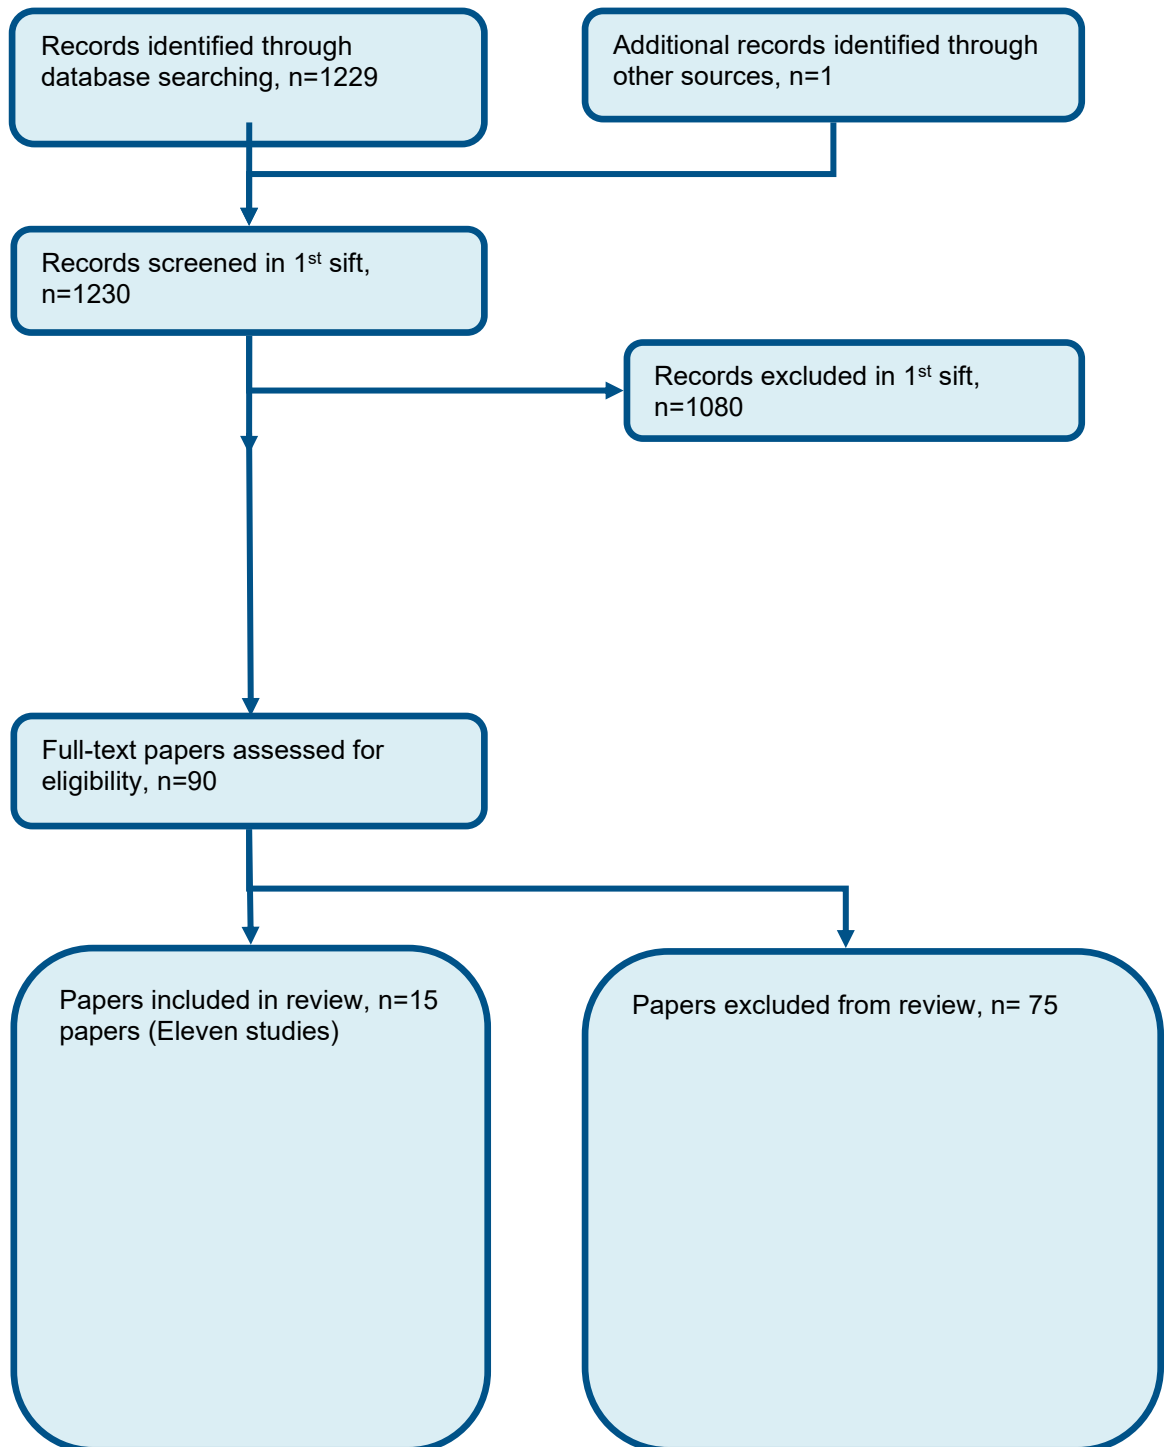 Records identified through
database searching, n=1229
Additional records identified through
other sources, n=1
Records screened in 1st sift,
n=1230
Records excluded in 1st sift,
n=1080
Full-text papers assessed for
eligibility, n=90
Papers included in review, n=15
papers (Eleven studies)
Papers excluded from review, n= 75